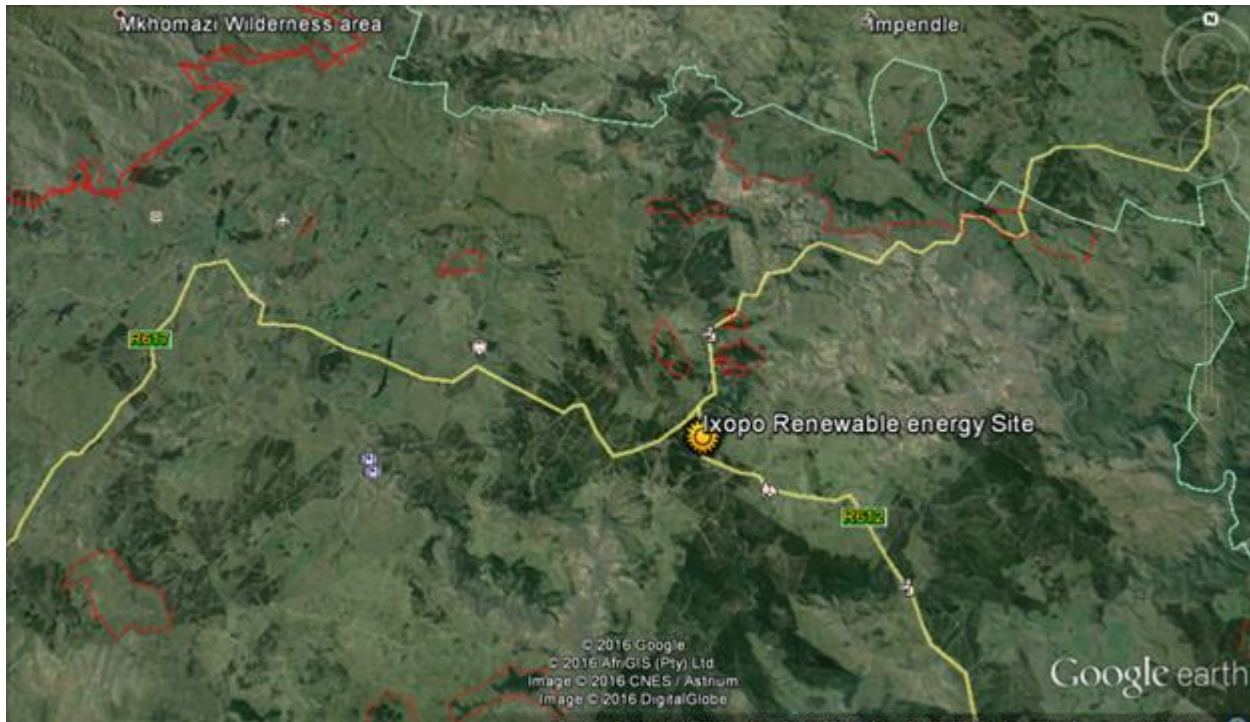 Mkhomazi Wilderness area
Impendle
N
R617
Ixopo Renewable energy Site
R612
© 2016 Google
© 2016 AfriGIS (Pty) Ltd.
Image © 2016 CNES / Astrium
Image © 2016 DigitalGlobe
Google earth